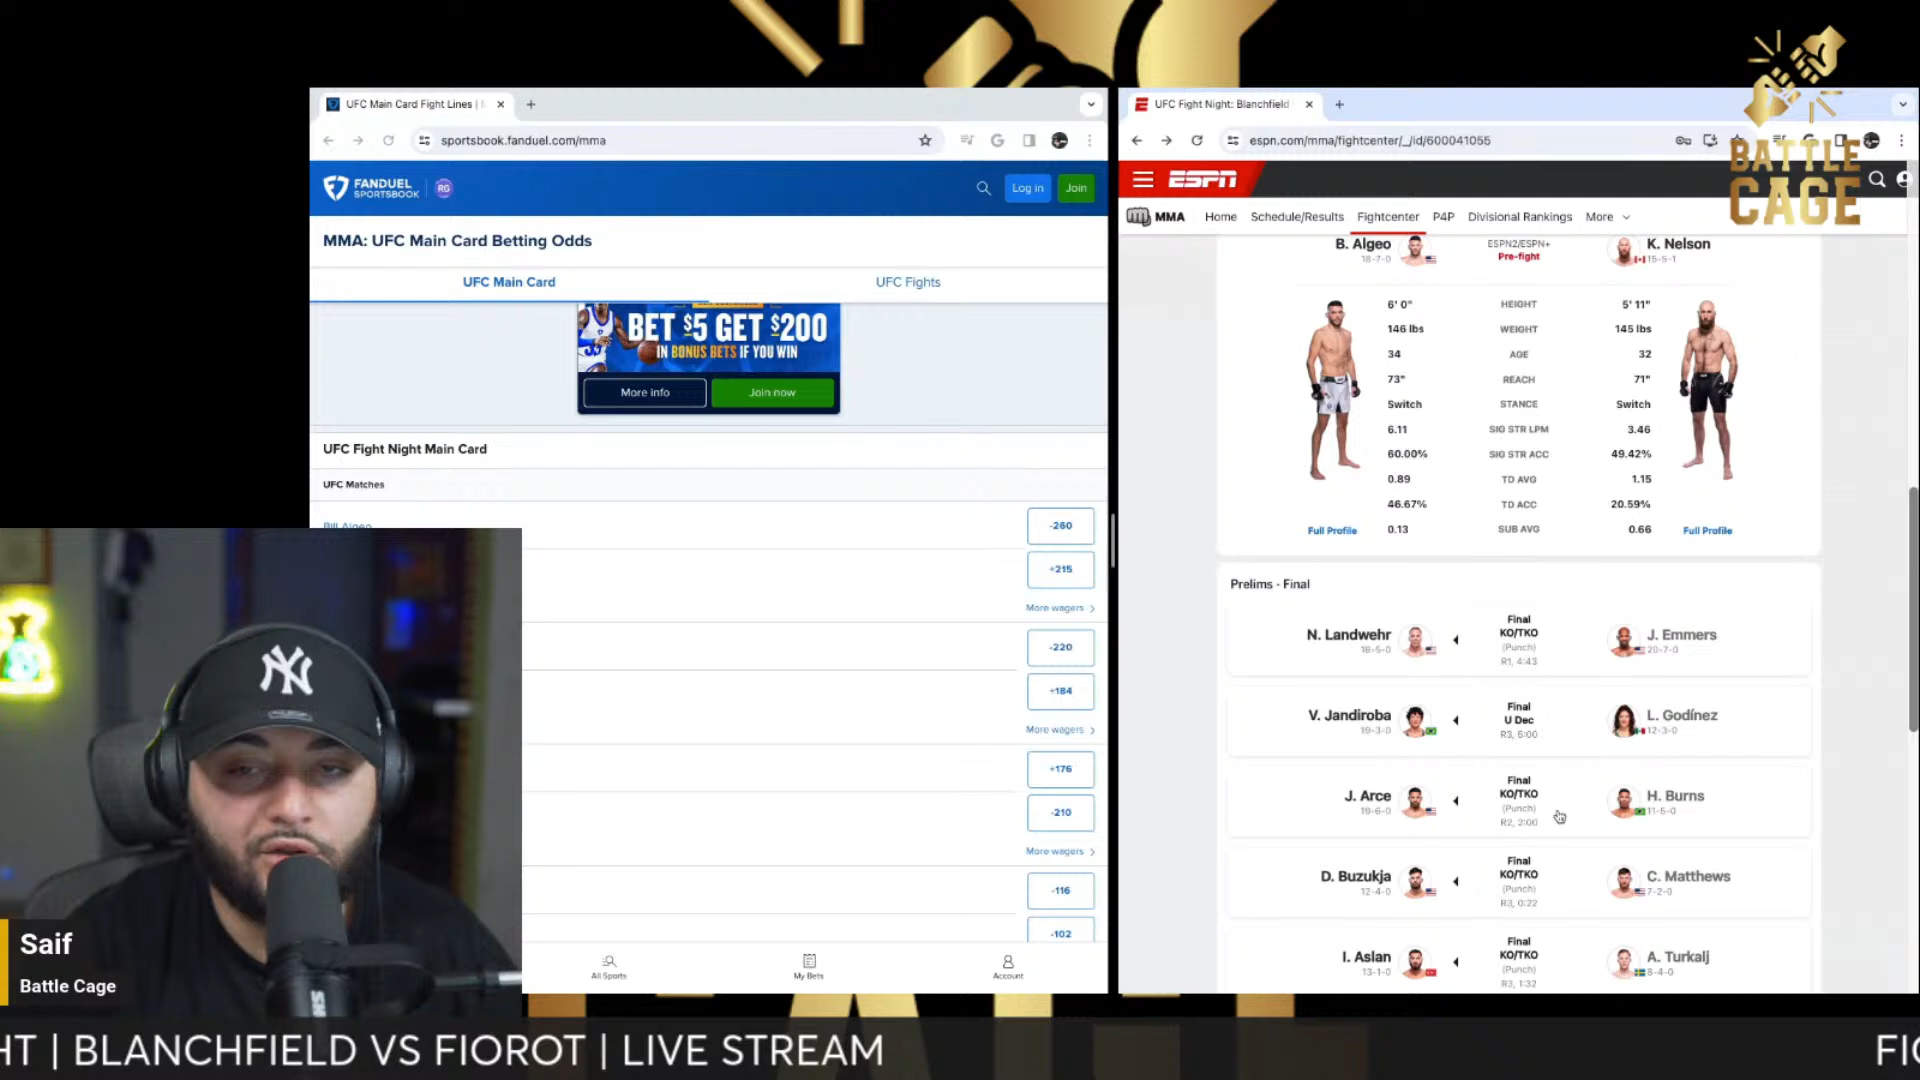 UFC Main Card Fight Lines |
sportsbook.fanduel.com/mma
FANDUEL
SPORTSBOOK
RG
Log in
Join
MMA: UFC Main Card Betting Odds
UFC Main Card
UFC Fights
BET $5 GET $200
IN BONUS BETS IF YOU WIN
More info
Join now
UFC Fight Night Main Card
UFC Matches
Bill Algeo
-260
+215
More wagers >
-220
+184
More wagers >
+176
-210
More wagers >
-116
-102
All Sports
My Bets
Account
UFC Fight Night: Blanchfield
espn.com/mma/fightcenter/_/id/600041055
ESPN
MMA
Home
Schedule/Results
Fightcenter
P4P
Divisional Rankings
More
BATTLE
CAGE
B. Algeo
18-7-0
ESPN2/ESPN+
Pre-fight
K. Nelson
15-5-1
6' 0" HEIGHT 5' 11"
146 lbs WEIGHT 145 lbs
34 AGE 32
73" REACH 71"
Switch STANCE Switch
6.11 SIG STR LPM 3.46
60.00% SIG STR ACC 49.42%
0.89 TD AVG 1.15
46.67% TD ACC 20.59%
Full Profile 0.13 SUB AVG 0.66 Full Profile
Prelims - Final
N. Landwehr
18-5-0
Final
KO/TKO
(Punch)
R1, 4:43
J. Emmers
20-7-0
V. Jandiroba
19-3-0
Final
U Dec
R3, 5:00
L. Godínez
12-3-0
J. Arce
19-6-0
Final
KO/TKO
(Punch)
R2, 2:00
H. Burns
11-5-0
D. Buzukja
12-4-0
Final
KO/TKO
(Punch)
R3, 0:22
C. Matthews
7-2-0
I. Aslan
13-1-0
Final
KO/TKO
(Punch)
R3, 1:32
A. Turkalj
8-4-0
NY
Saif
Battle Cage
HT | BLANCHFIELD VS FIOROT | LIVE STREAM
FIG